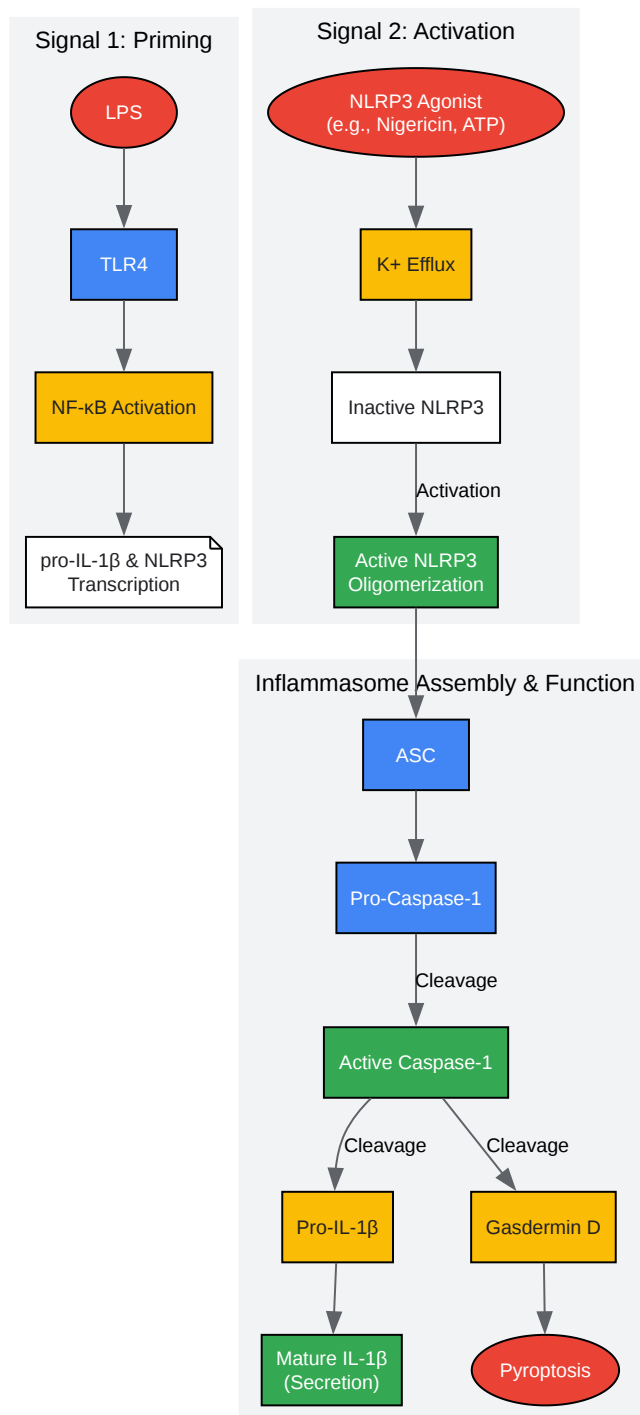 Signal 1: Priming
LPS
TLR4
NF-κB Activation
pro-IL-1β & NLRP3
Transcription
Signal 2: Activation
NLRP3 Agonist
(e.g., Nigericin, ATP)
K+ Efflux
Inactive NLRP3
Activation
Active NLRP3
Oligomerization
Inflammasome Assembly & Function
ASC
Pro-Caspase-1
Cleavage
Active Caspase-1
Cleavage
Cleavage
Pro-IL-1β
Gasdermin D
Mature IL-1β
(Secretion)
Pyroptosis